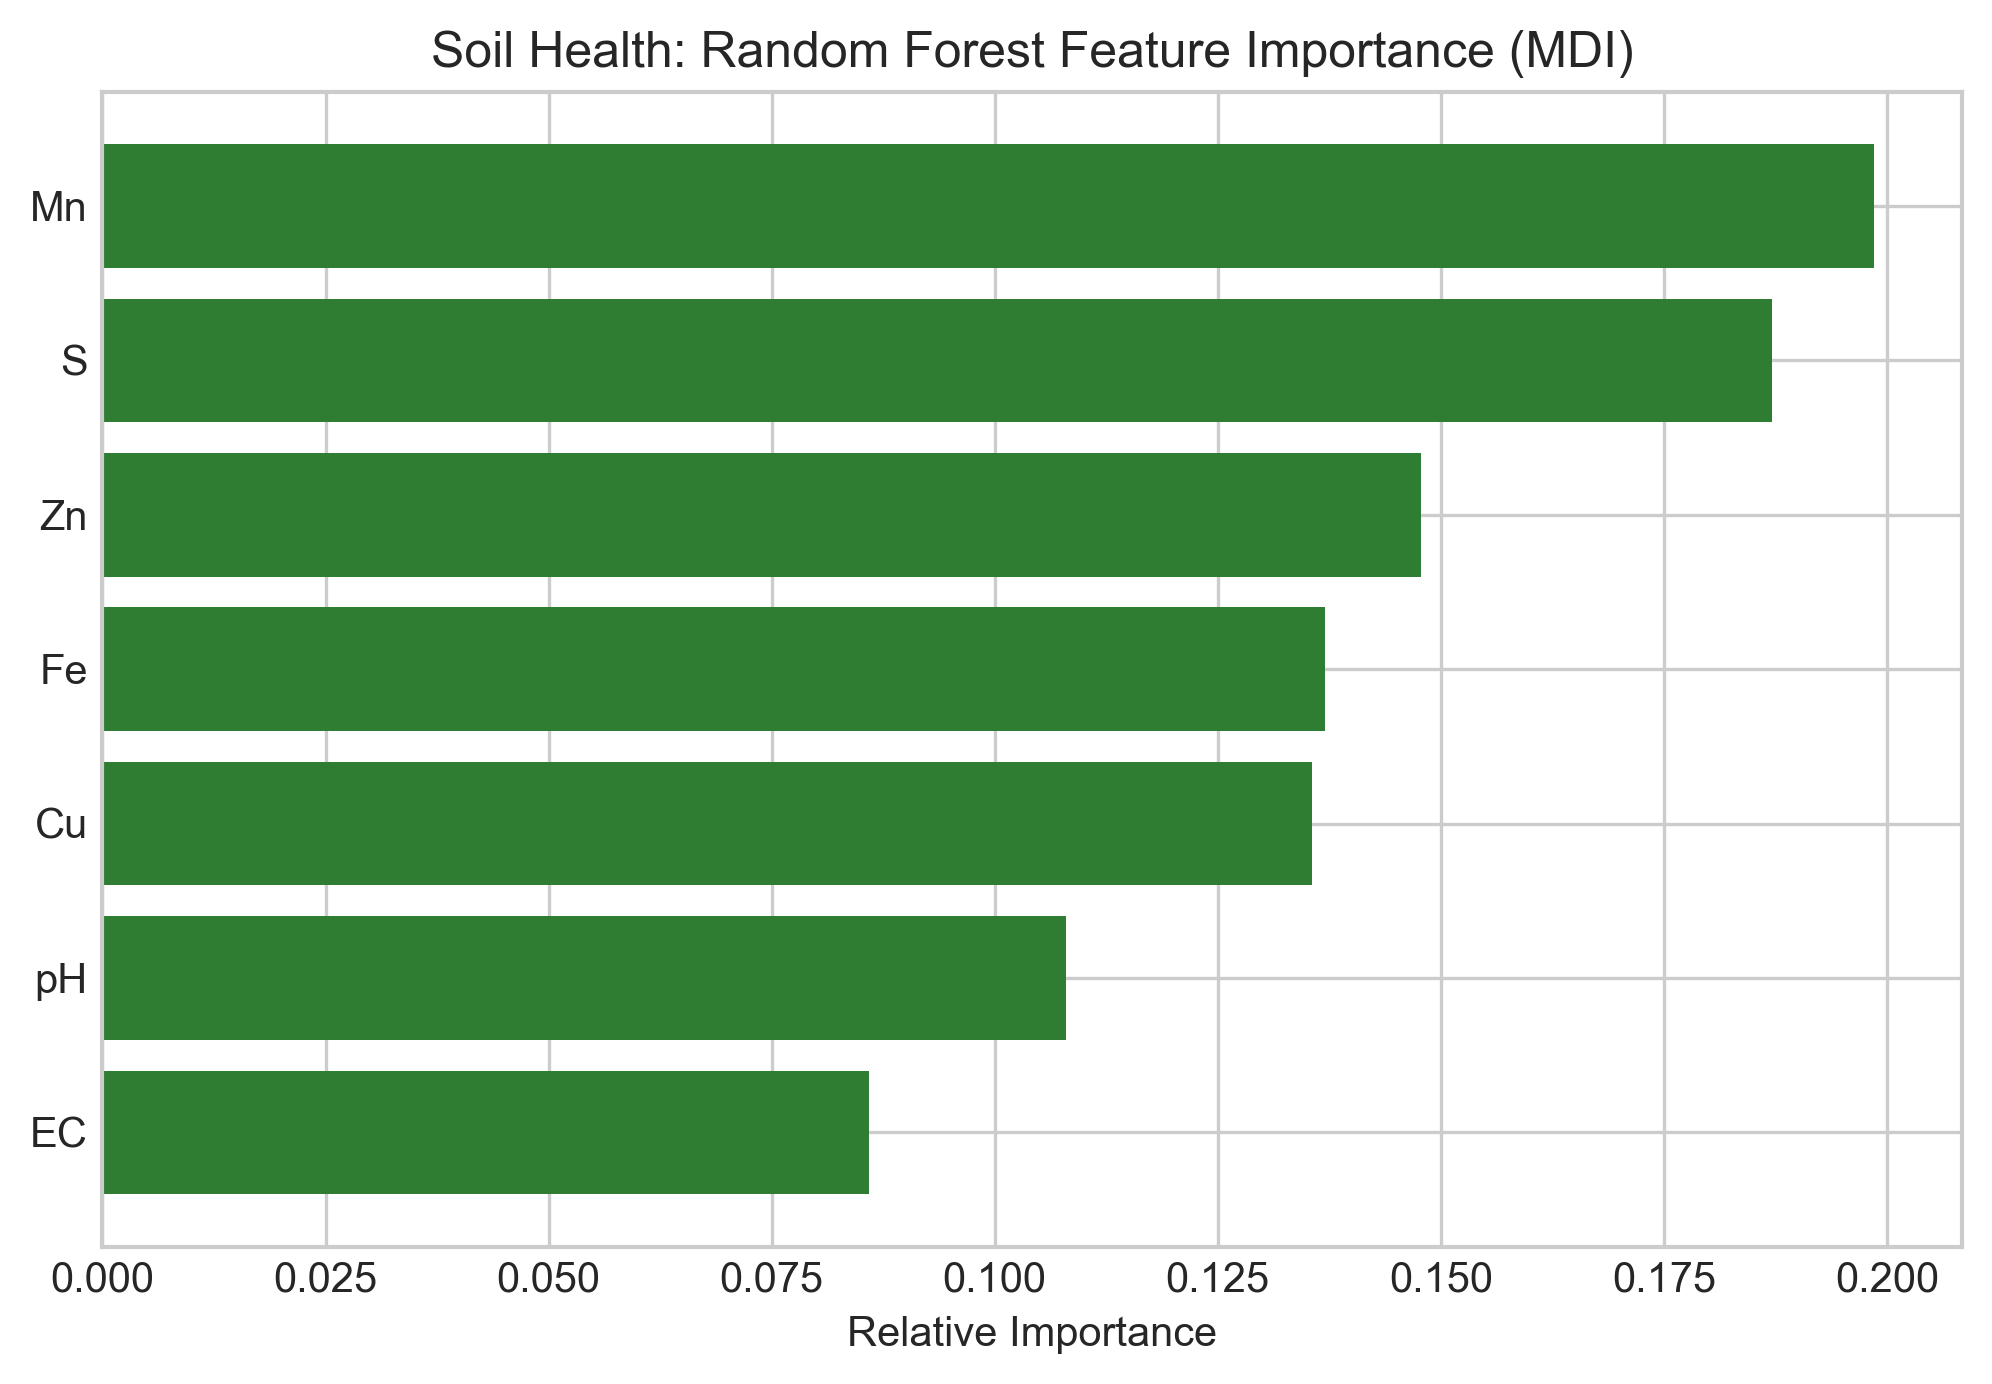 Soil Health: Random Forest Feature Importance (MDI)
Mn
S
Zn
Fe
Cu
pH
EC
0.000 0.025 0.050 0.075 0.100 0.125 0.150 0.175 0.200
Relative Importance